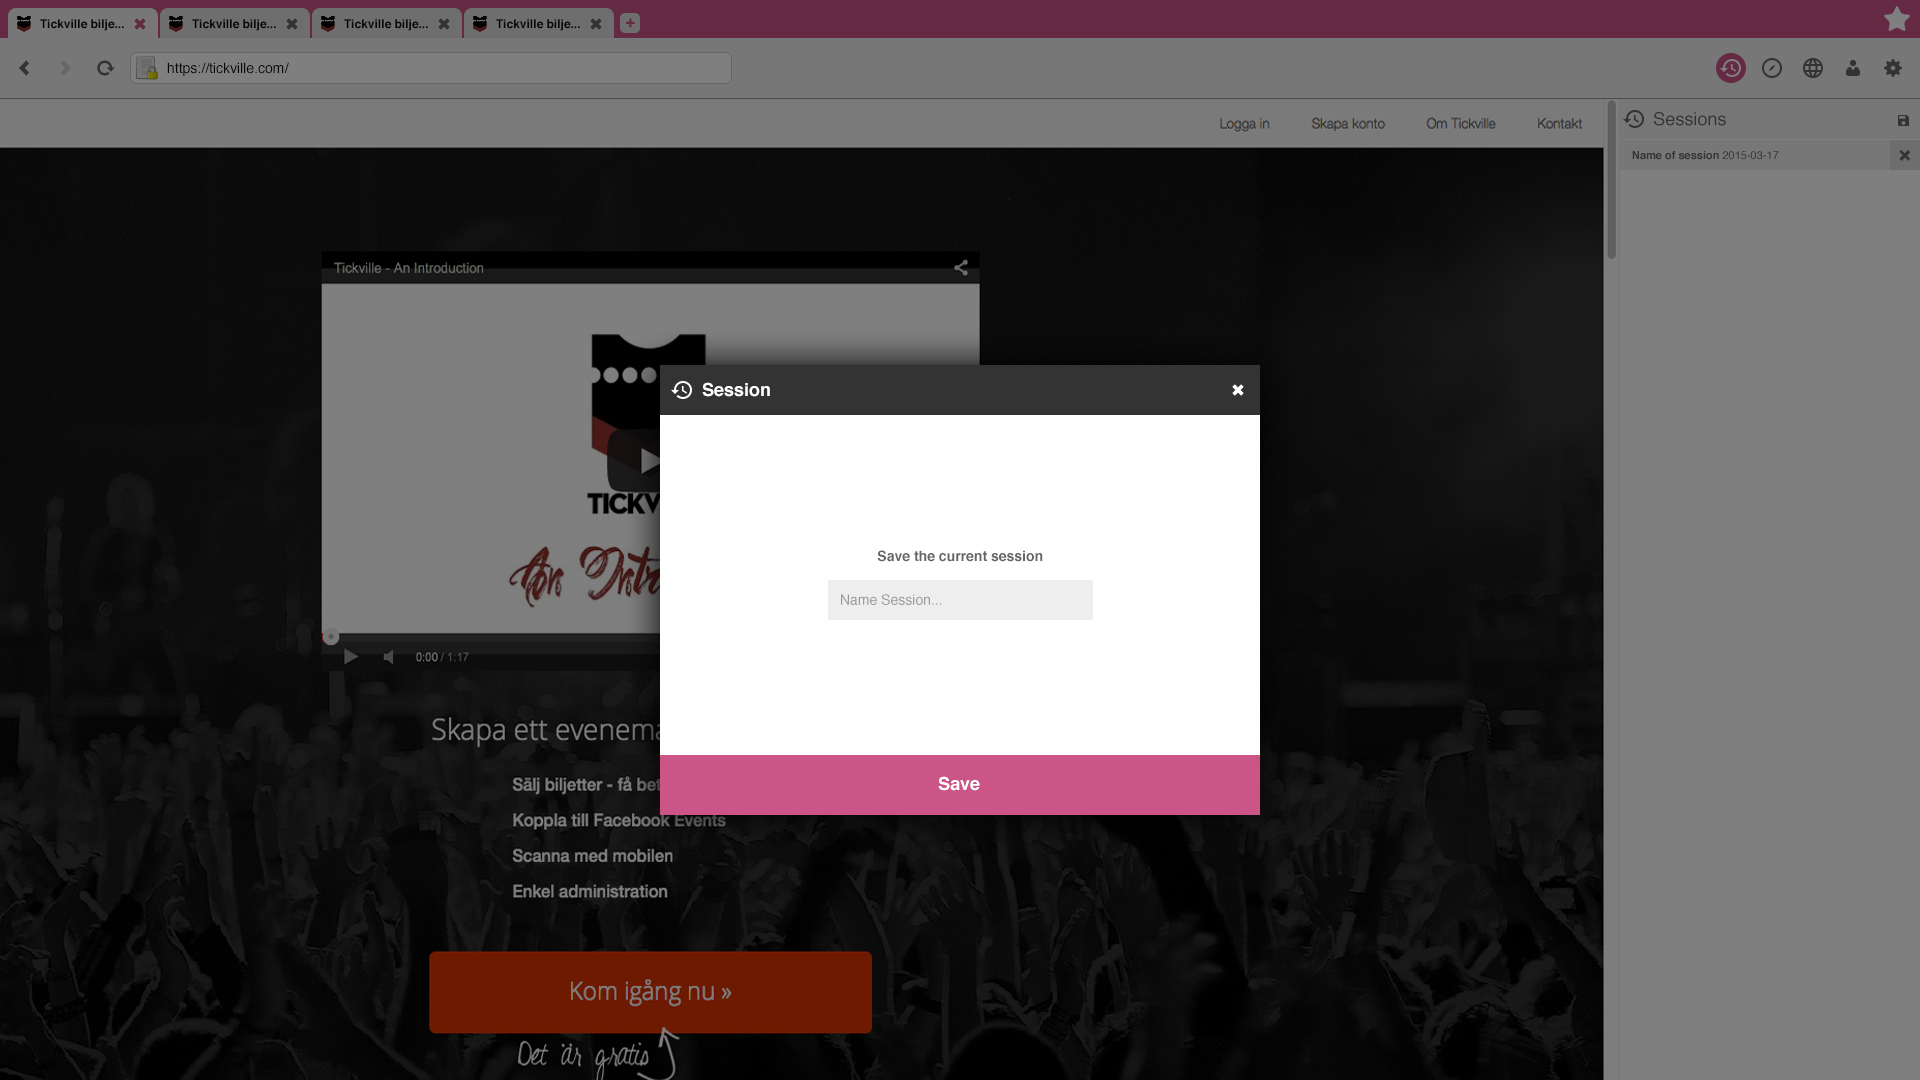 Tickville bilje...
Tickville bilje...
Tickville bilje...
Tickville bilje...
https://tickville.com/
Logga in
Skapa konto
Om Tickville
Kontakt
Sessions
Name of session 2015-03-17
Tickville - An Introduction
TICKV
An Intro
0:00 / 1:17
Session
Save the current session
Name Session...
Save
Skapa ett evenema
Sälj biljetter - få bet
Koppla till Facebook Events
Scanna med mobilen
Enkel administration
Kom igång nu »
Det är gratis